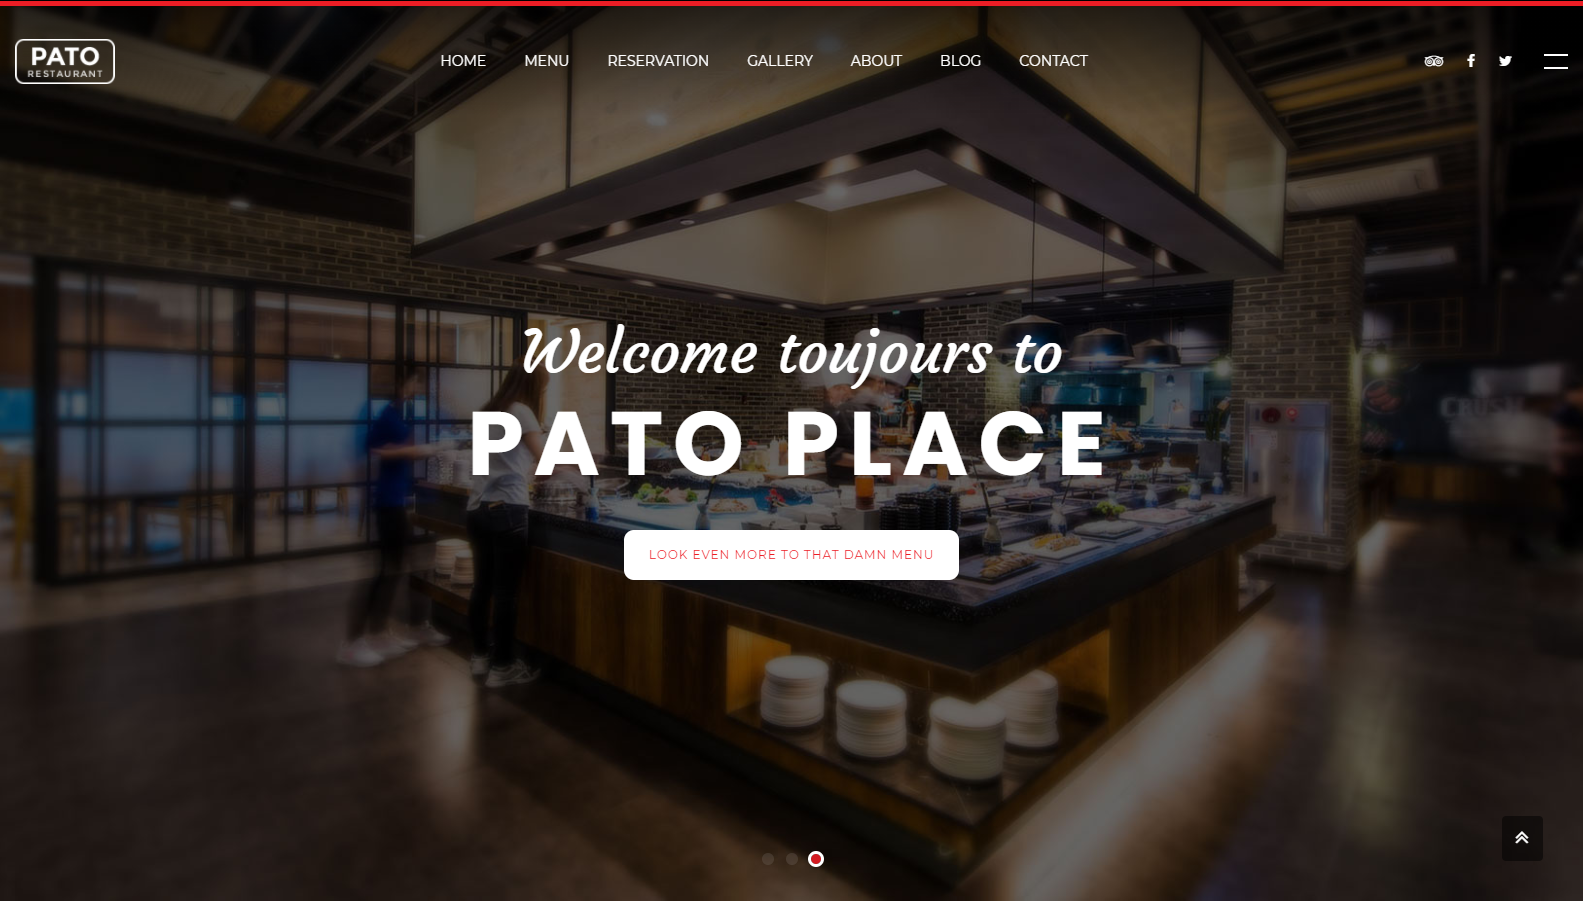 PATO
RESTAURANT
HOME MENU RESERVATION GALLERY ABOUT BLOG CONTACT
Welcome toujours to
PATO PLACE
LOOK EVEN MORE TO THAT DAMN MENU
CRUSH